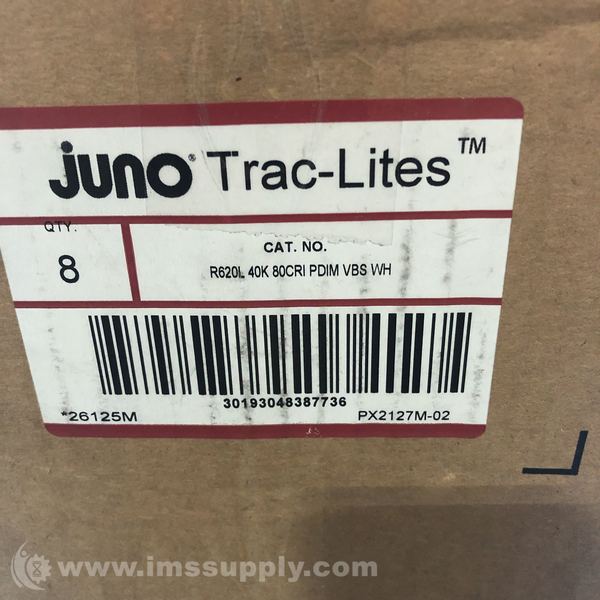 juno® Trac-Lites™
QTY.
8
CAT. NO.
R620L 40K 80CRI PDIM VBS WH
30193048387736
*26125M
PX2127M-02
www.imssupply.com